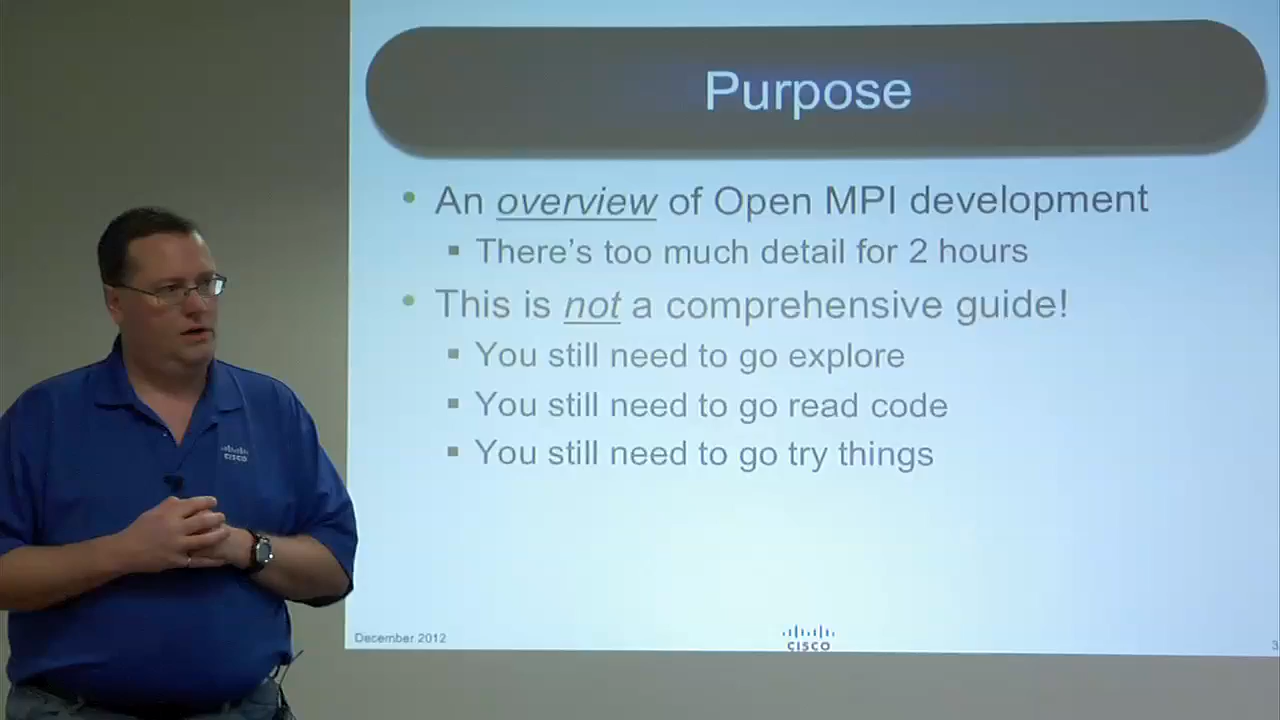 Purpose
• An overview of Open MPI development
▪ There's too much detail for 2 hours
• This is not a comprehensive guide!
▪ You still need to go explore
▪ You still need to go read code
▪ You still need to go try things
CISCO
December 2012
CISCO
3